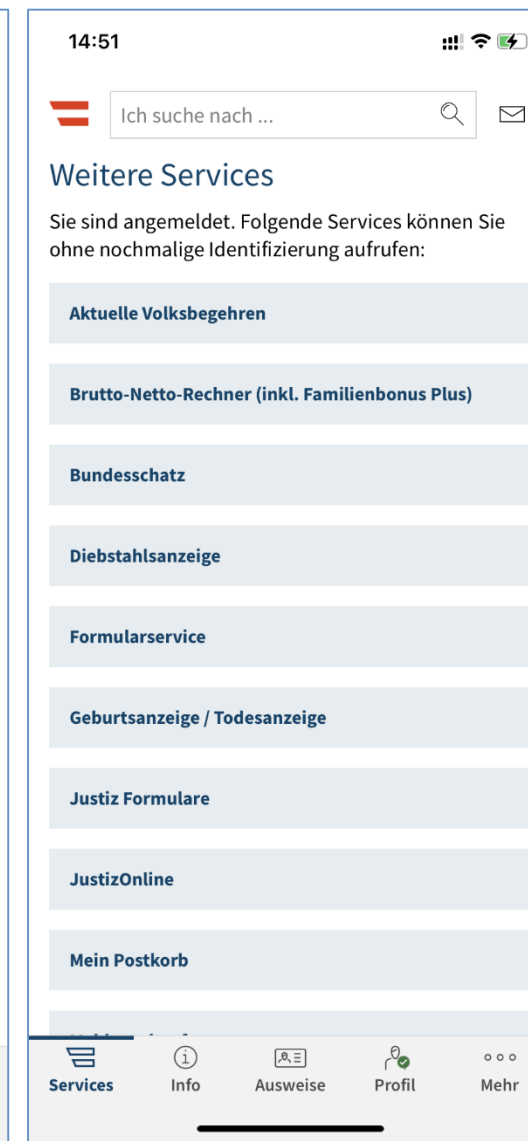 14:51
Ich suche nach ...
Weitere Services
Sie sind angemeldet. Folgende Services können Sie
ohne nochmalige Identifizierung aufrufen:
Aktuelle Volksbegehren
Brutto-Netto-Rechner (inkl. Familienbonus Plus)
Bundesschatz
Diebstahlsanzeige
Formularservice
Geburtsanzeige / Todesanzeige
Justiz Formulare
JustizOnline
Mein Postkorb
Services Info Ausweise Profil Mehr